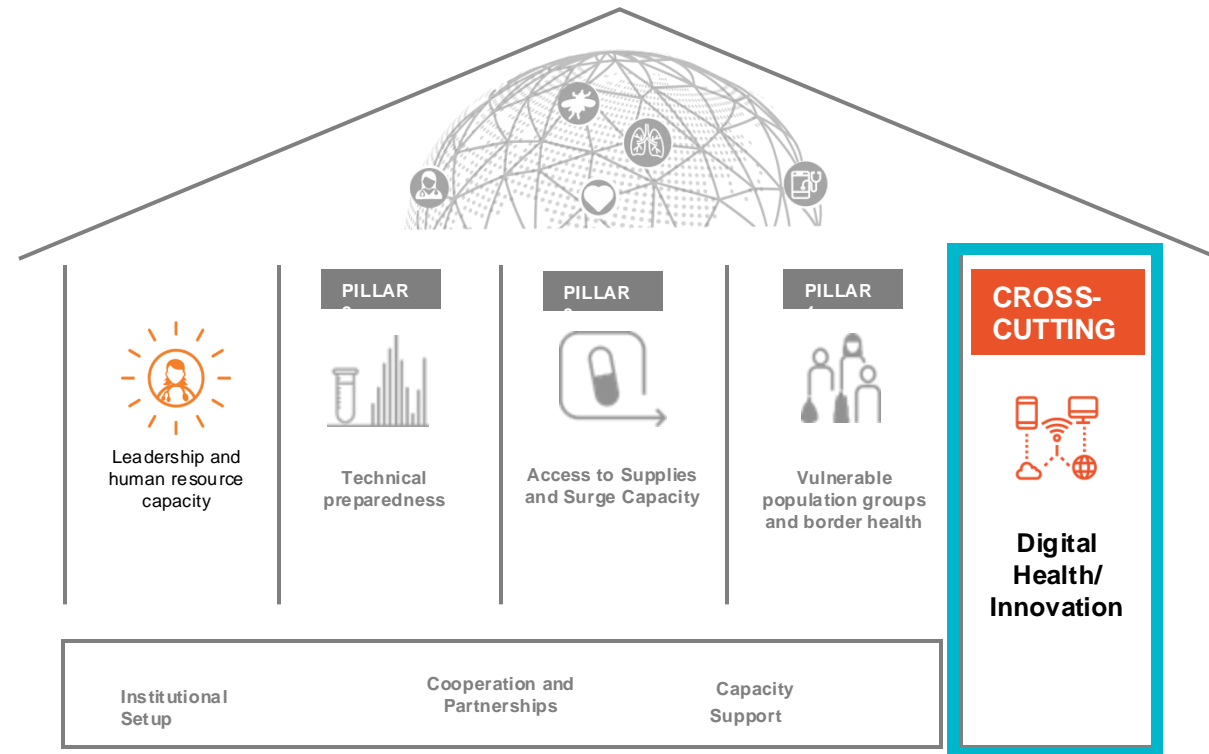 PILLAR
PILLAR
PILLAR
CROSS-
CUTTING
Leadership and
human resource
capacity
Technical
preparedness
Access to Supplies
and Surge Capacity
Vulnerable
population groups
and border health
Digital
Health/
Innovation
Institutional
Setup
Cooperation and
Partnerships
Capacity
Support